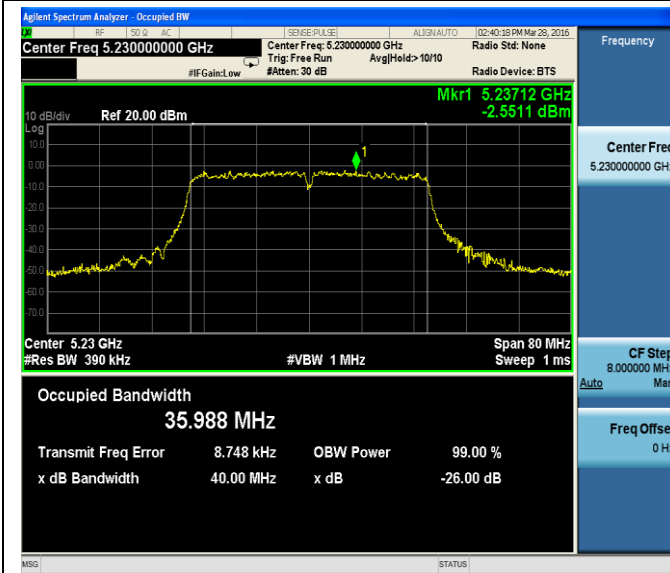 Agilent Spectrum Analyzer - Occupied BW
LXI RF 50 Ω AC SENSE:PULSE ALIGNAUTO 02:40:18 PM Mar 28, 2016
Center Freq 5.230000000 GHz Center Freq: 5.230000000 GHz Radio Std: None
Trig: Free Run Avg|Hold:> 10/10
#IFGain:Low #Atten: 30 dB Radio Device: BTS
Mkr1 5.23712 GHz
10 dB/div Ref 20.00 dBm -2.5511 dBm
Log
10.0
0.00
-10.0
-20.0
-30.0
-40.0
-50.0
-60.0
-70.0
1
Center 5.23 GHz Span 80 MHz
#Res BW 390 kHz #VBW 1 MHz Sweep 1 ms
Occupied Bandwidth
35.988 MHz
Transmit Freq Error 8.748 kHz OBW Power 99.00 %
x dB Bandwidth 40.00 MHz x dB -26.00 dB
MSG STATUS
Frequency
Center Fre
5.230000000 GH
CF Step
8.000000 MH
Auto Man
Freq Offse
0 H